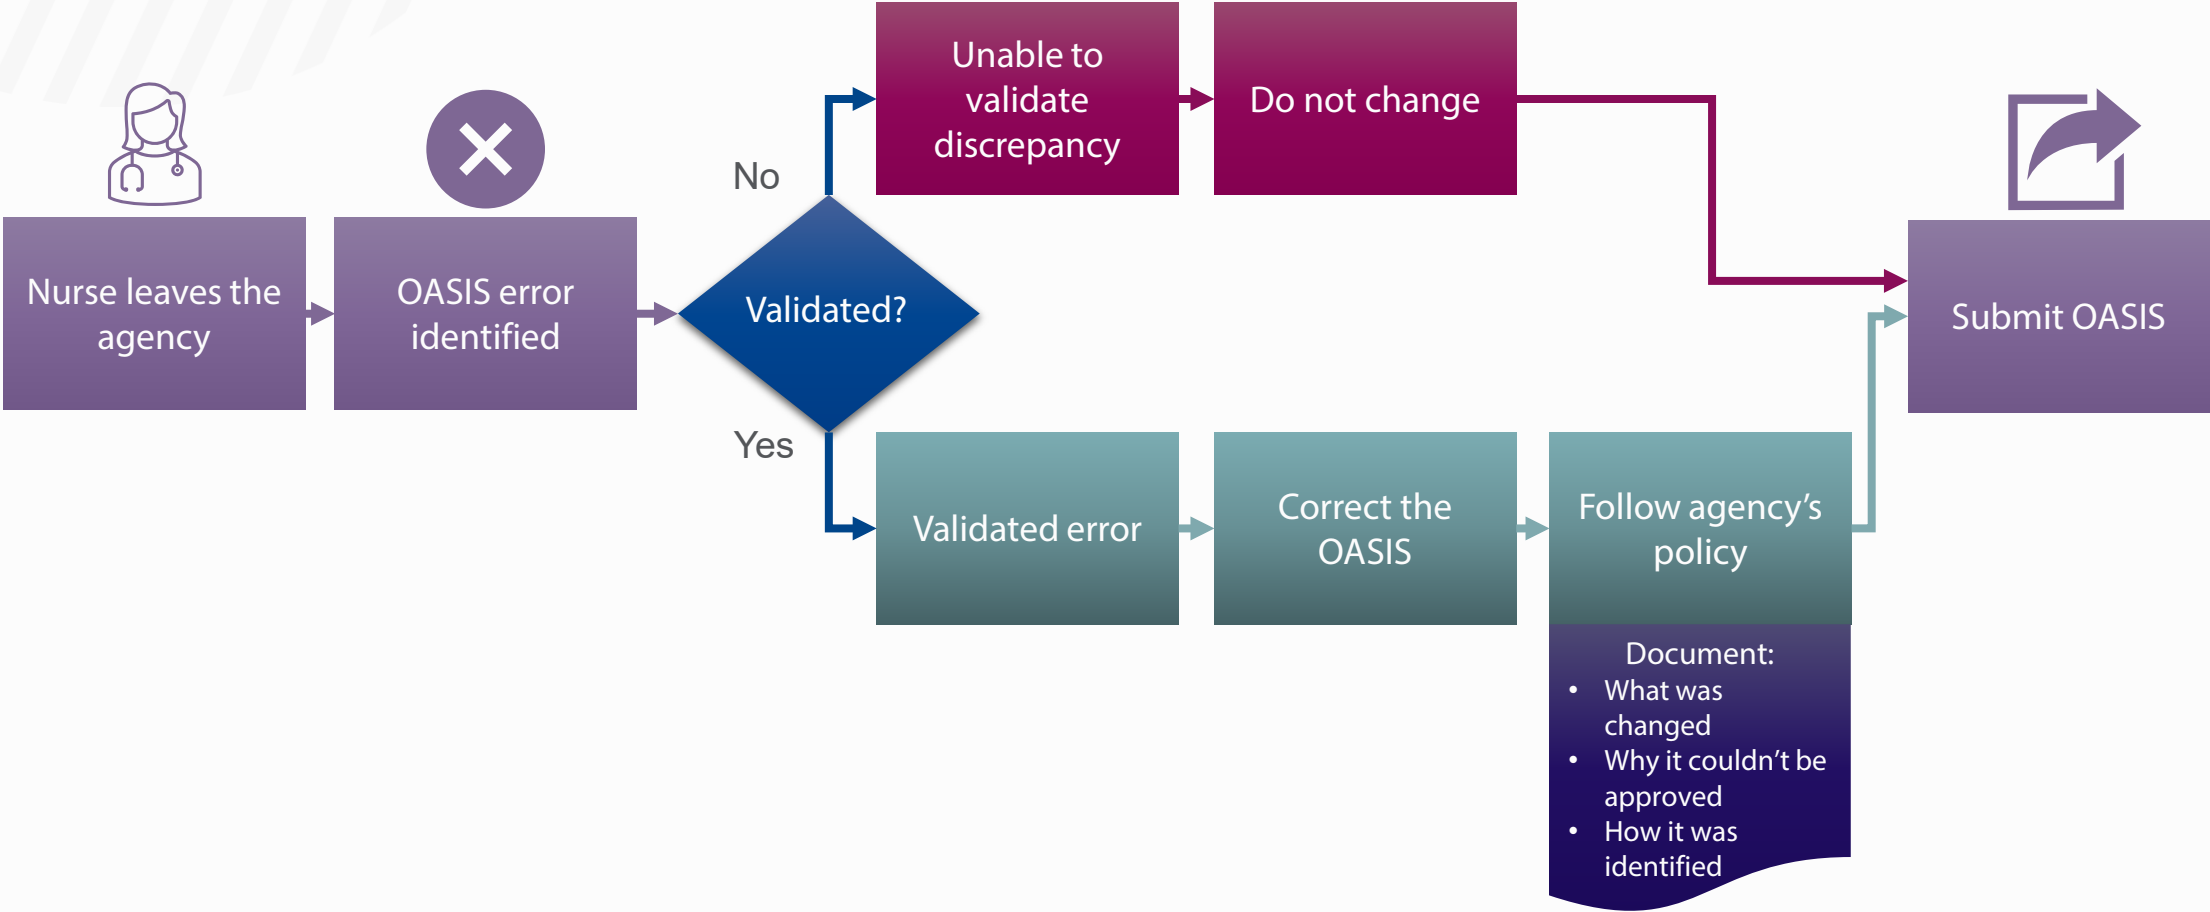 Nurse leaves the
agency
OASIS error
identified
Validated?
No
Unable to
validate
discrepancy
Do not change
Yes
Validated error
Correct the
OASIS
Follow agency’s
policy
Document:
• What was
changed
• Why it couldn’t be
approved
• How it was
identified
Submit OASIS